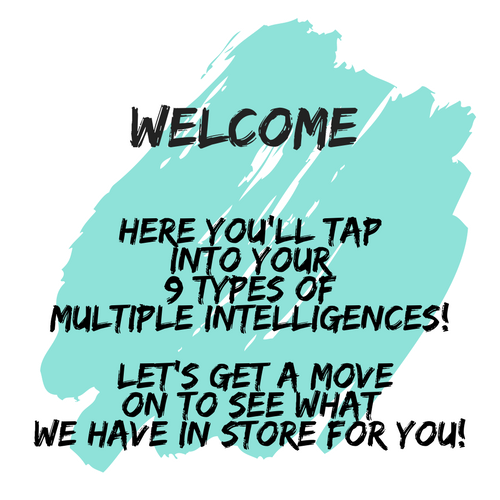 WELCOME
HERE YOU'LL TAP
INTO YOUR
9 TYPES OF
MULTIPLE INTELLIGENCES!
LET'S GET A MOVE
ON TO SEE WHAT
WE HAVE IN STORE FOR YOU!